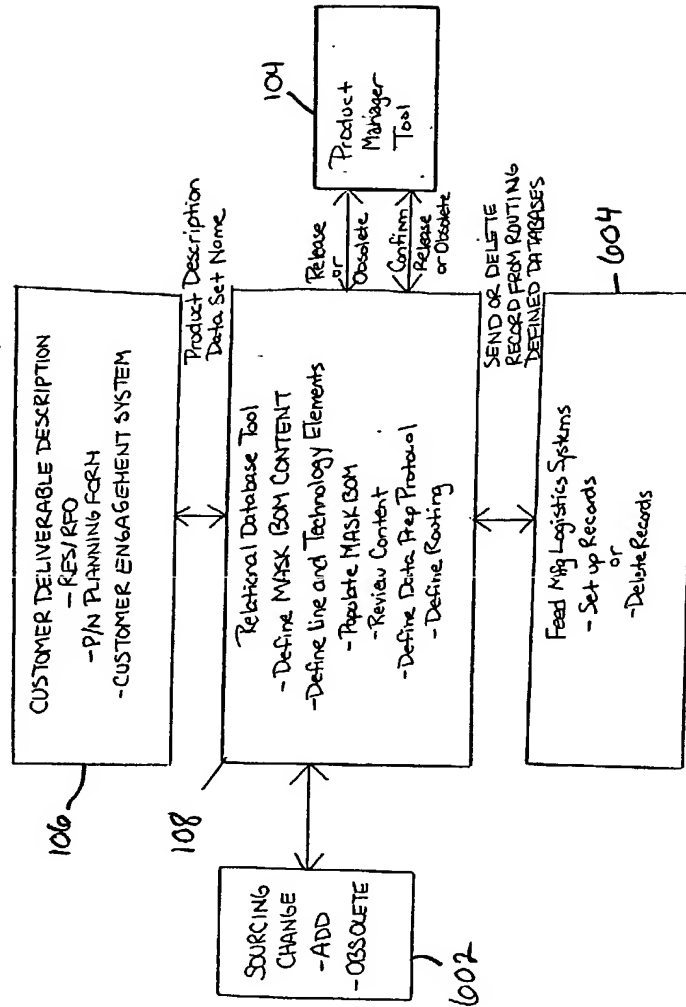 CUSTOMER DELIVERABLE DESCRIPTION
- RES/RFO
- P/N PLANNING FORM
- CUSTOMER ENGAGEMENT SYSTEM
106
Product Description
Data Set Name
108
Relational Database Tool
- Define MASK BOM CONTENT
- Define Line and Technology Elements
- Populate MASK BOM
- Review Content
- Define Data Prep Protocol
- Define Routing
SOURCING
CHANGE
- ADD
- OBSOLETE
602
Release
or
Obsolete
Confirm
Release
or Obsolete
104
Product
Manager
Tool
SEND OR DELETE
RECORD FROM ROUTING
DEFINED DATABASES
Feed Mfg Logistics Systems
- Set up Records
or
- Delete Records
604